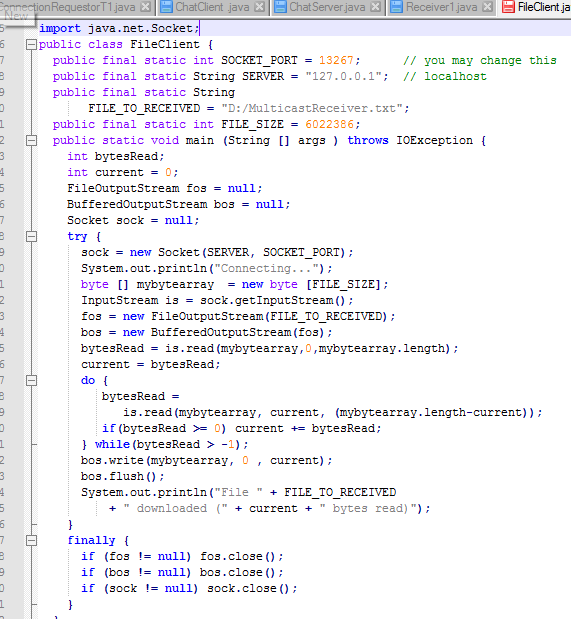 ConnectionRequestorT1.java ChatClient .java ChatServer.java Receiver1.java FileClient.jav
New
import java.net.Socket;
public class FileClient {
public final static int SOCKET_PORT = 13267; // you may change this
public final static String SERVER = "127.0.0.1"; // localhost
public final static String
FILE_TO_RECEIVED = "D:/MulticastReceiver.txt";
public final static int FILE_SIZE = 6022386;
public static void main (String [] args ) throws IOException {
int bytesRead;
int current = 0;
FileOutputStream fos = null;
BufferedOutputStream bos = null;
Socket sock = null;
try {
sock = new Socket(SERVER, SOCKET_PORT);
System.out.println("Connecting...");
byte [] mybytearray = new byte [FILE_SIZE];
InputStream is = sock.getInputStream();
fos = new FileOutputStream(FILE_TO_RECEIVED);
bos = new BufferedOutputStream(fos);
bytesRead = is.read(mybytearray,0,mybytearray.length);
current = bytesRead;
do {
bytesRead =
is.read(mybytearray, current, (mybytearray.length-current));
if(bytesRead >= 0) current += bytesRead;
} while(bytesRead > -1);
bos.write(mybytearray, 0 , current);
bos.flush();
System.out.println("File " + FILE_TO_RECEIVED
+ " downloaded (" + current + " bytes read)");
}
finally {
if (fos != null) fos.close();
if (bos != null) bos.close();
if (sock != null) sock.close();
}